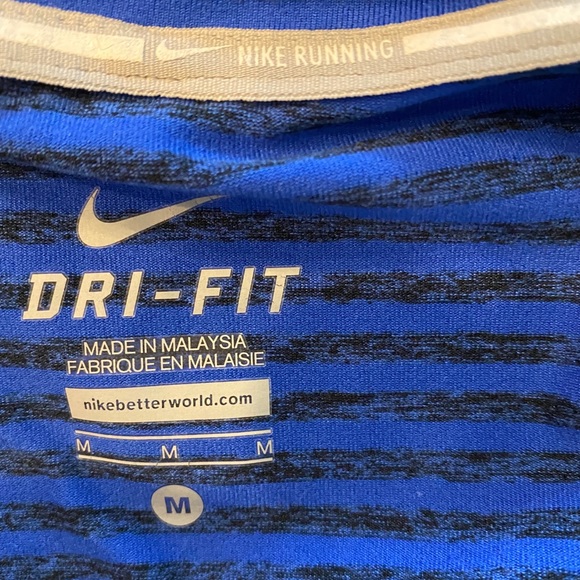 NIKE RUNNING
DRI-FIT
MADE IN MALAYSIA
FABRIQUE EN MALAISIE
nikebetterworld.com
M M M
M